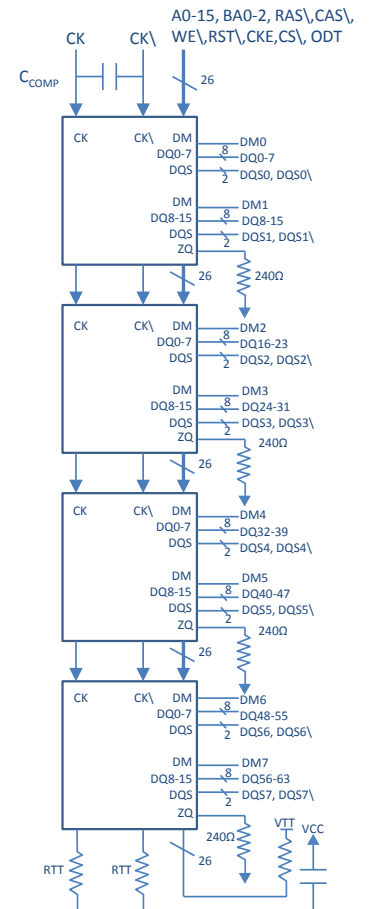 A0-15, BA0-2, RAS\,CAS\,
CK CK\ WE\,RST\,CKE,CS\, ODT
CCOMP 26
CK CK\ DM DM0
DQ0-7 8 DQ0-7
DQS 2 DQS0, DQS0\
DM DM1
DQ8-15 8 DQ8-15
DQS 2 DQS1, DQS1\
ZQ
26 240Ω
CK CK\ DM DM2
DQ0-7 8 DQ16-23
DQS 2 DQS2, DQS2\
DM DM3
DQ8-15 8 DQ24-31
DQS 2 DQS3, DQS3\
ZQ 240Ω
26
CK CK\ DM DM4
DQ0-7 8 DQ32-39
DQS 2 DQS4, DQS4\
DM DM5
DQ8-15 8 DQ40-47
DQS 2 DQS5, DQS5\
ZQ 240Ω
26
CK CK\ DM DM6
DQ0-7 8 DQ48-55
DQS 2 DQS6, DQS6\
DM DM7
DQ8-15 8 DQ56-63
DQS 2 DQS7, DQS7\
ZQ
240Ω VTT VCC
RTT RTT 26